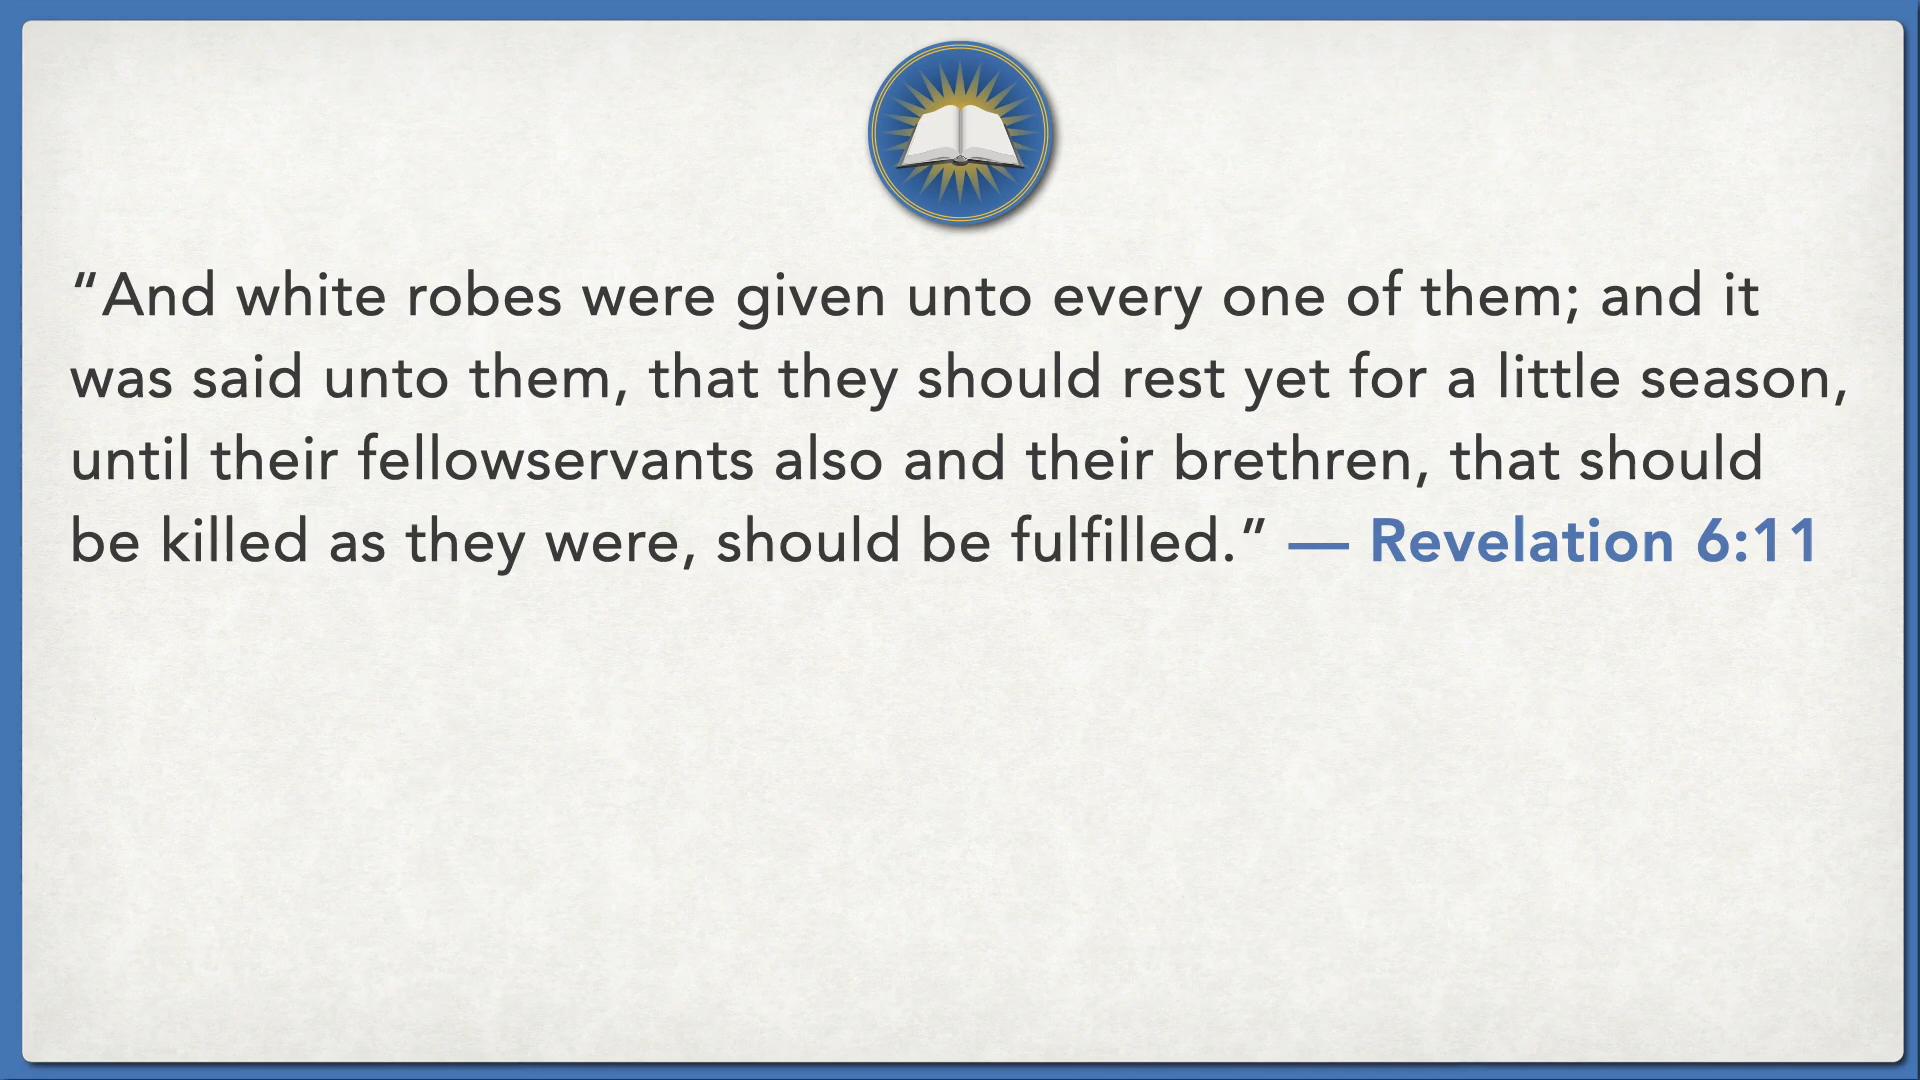 “And white robes were given unto every one of them; and it
was said unto them, that they should rest yet for a little season,
until their fellowservants also and their brethren, that should
be killed as they were, should be fulfilled.” — Revelation 6:11